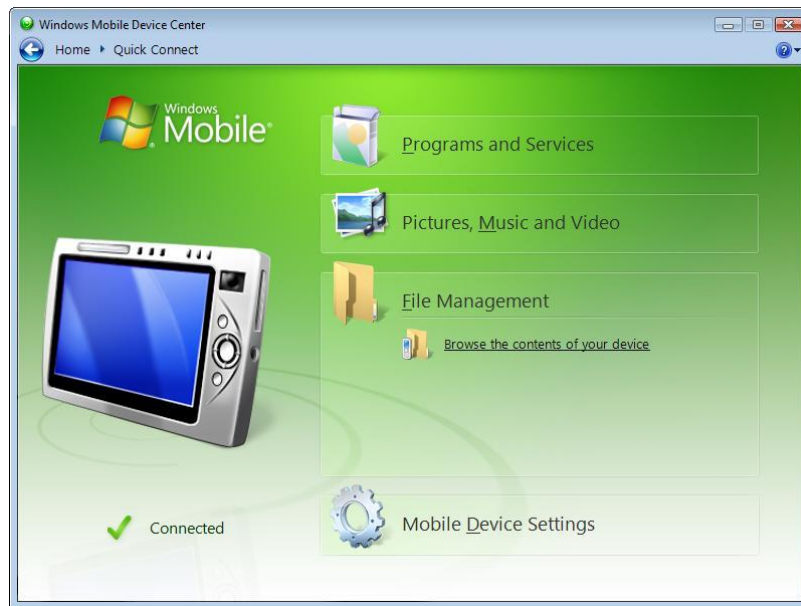 Windows Mobile Device Center
Home ▸ Quick Connect
Windows
Mobile®
Programs and Services
Pictures, Music and Video
File Management
Browse the contents of your device
Connected
Mobile Device Settings